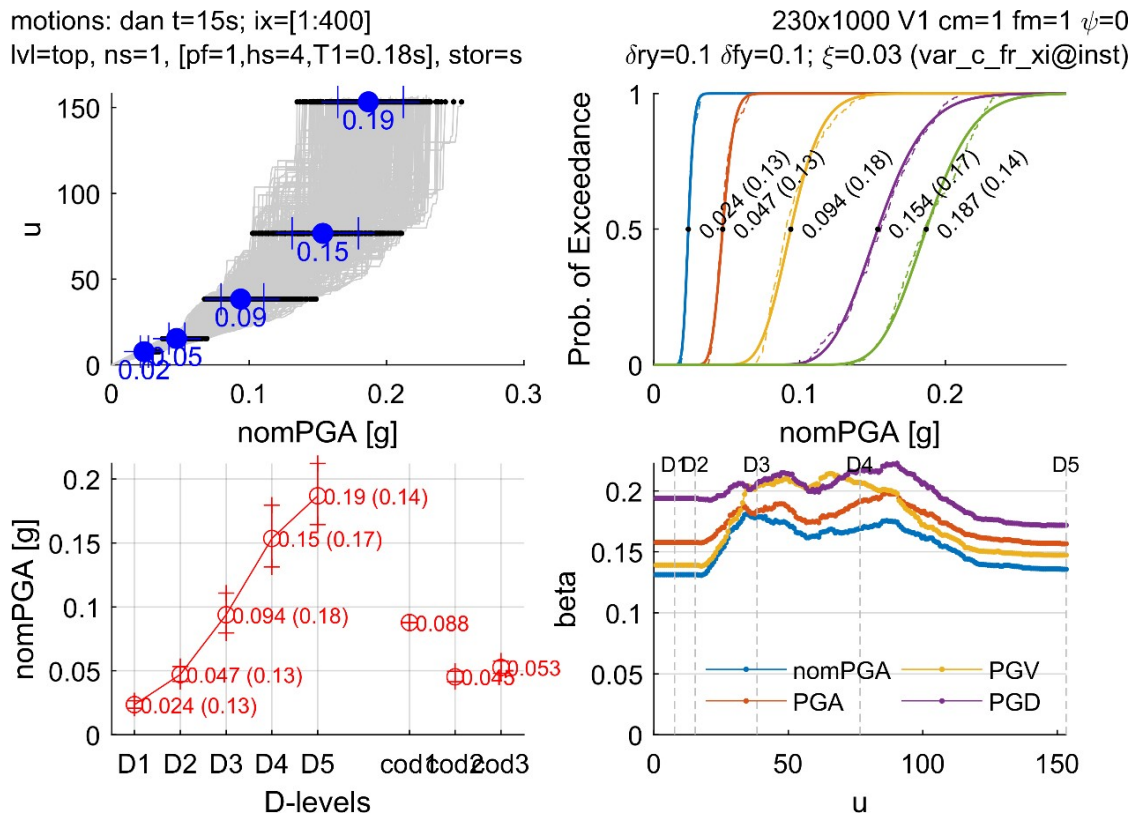 motions: dan t=15s; ix=[1:400]
lvl=top, ns=1, [pf=1,hs=4,T1=0.18s], stor=s
230x1000 V1 cm=1 fm=1 ψ=0
δry=0.1 δfy=0.1; ξ=0.03 (var_c_fr_xi@inst)
150
100
50
0
u
0.19
0.15
0.09
0.05
0.02
0
0.1
0.2
0.3
nomPGA [g]
1
0.5
0
Prob. of Exceedance
0.024 (0.13)
0.047 (0.13)
0.094 (0.18)
0.154 (0.17)
0.187 (0.14)
0
0.1
0.2
nomPGA [g]
0.2
0.15
0.1
0.05
0
nomPGA [g]
0.19 (0.14)
0.15 (0.17)
0.094 (0.18)
0.047 (0.13)
0.024 (0.13)
0.088
0.045
0.053
D1
D2
D3
D4
D5
cod1
cod2
cod3
D-levels
D1
D2
D3
D4
D5
0.2
0.15
0.1
0.05
0
beta
nomPGA
PGA
PGV
PGD
0
50
100
150
u